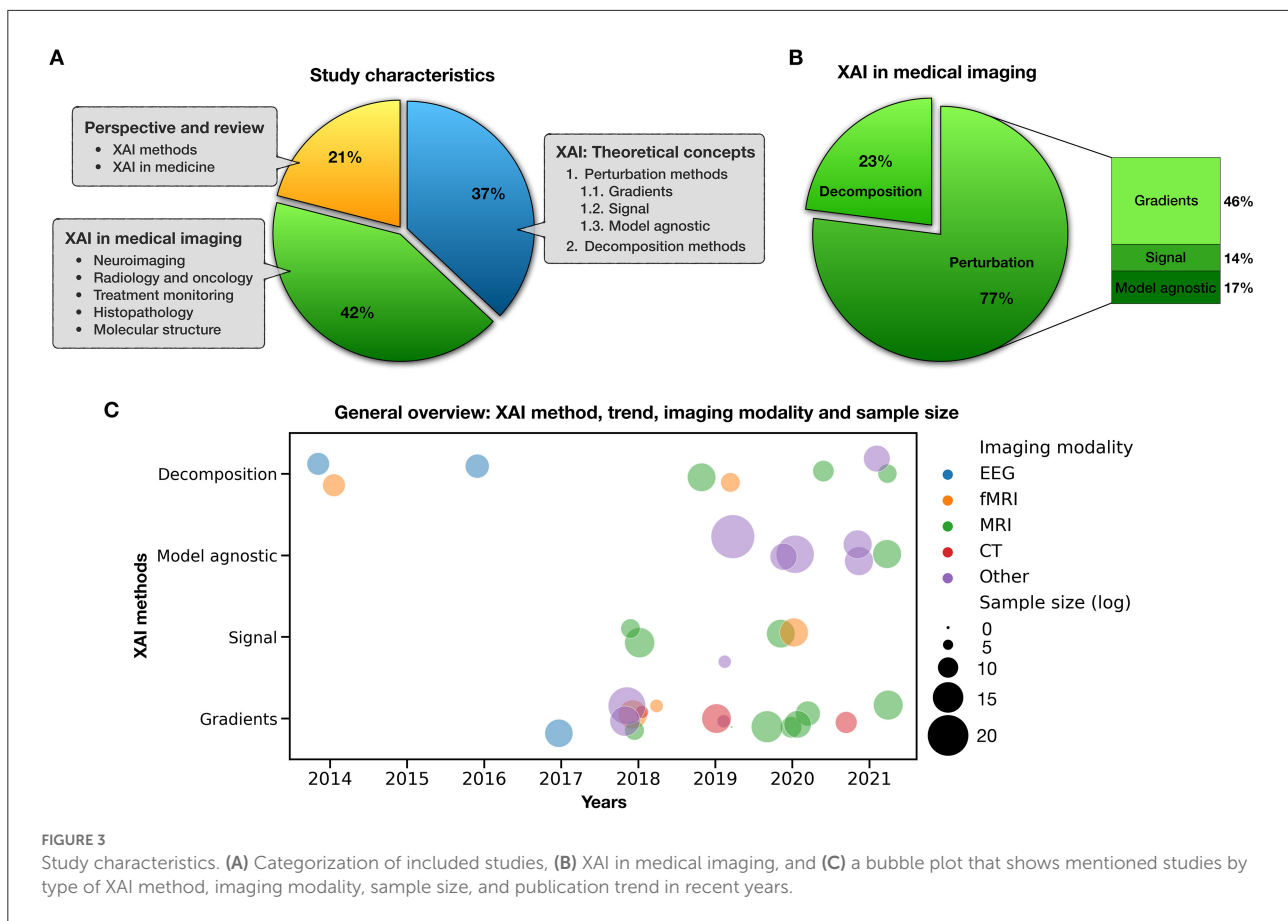 A
Study characteristics
Perspective and review
• XAI methods
• XAI in medicine
21%
37%
XAI: Theoretical concepts
1. Perturbation methods
1.1. Gradients
1.2. Signal
1.3. Model agnostic
2. Decomposition methods
XAI in medical imaging
• Neuroimaging
• Radiology and oncology
• Treatment monitoring
• Histopathology
• Molecular structure
42%
B
XAI in medical imaging
23%
Decomposition
Perturbation
77%
Gradients 46%
Signal 14%
Model agnostic 17%
C
General overview: XAI method, trend, imaging modality and sample size
XAI methods
Decomposition
Model agnostic
Signal
Gradients
2014 2015 2016 2017 2018 2019 2020 2021
Years
Imaging modality
EEG
fMRI
MRI
CT
Other
Sample size (log)
0
5
10
15
20
FIGURE 3
Study characteristics. (A) Categorization of included studies, (B) XAI in medical imaging, and (C) a bubble plot that shows mentioned studies by
type of XAI method, imaging modality, sample size, and publication trend in recent years.